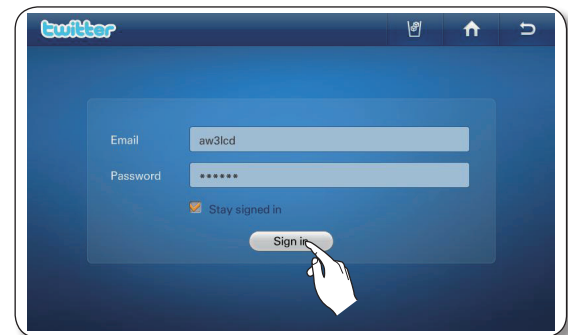 twitter
Email aw3lcd
Password ******
Stay signed in
Sign in